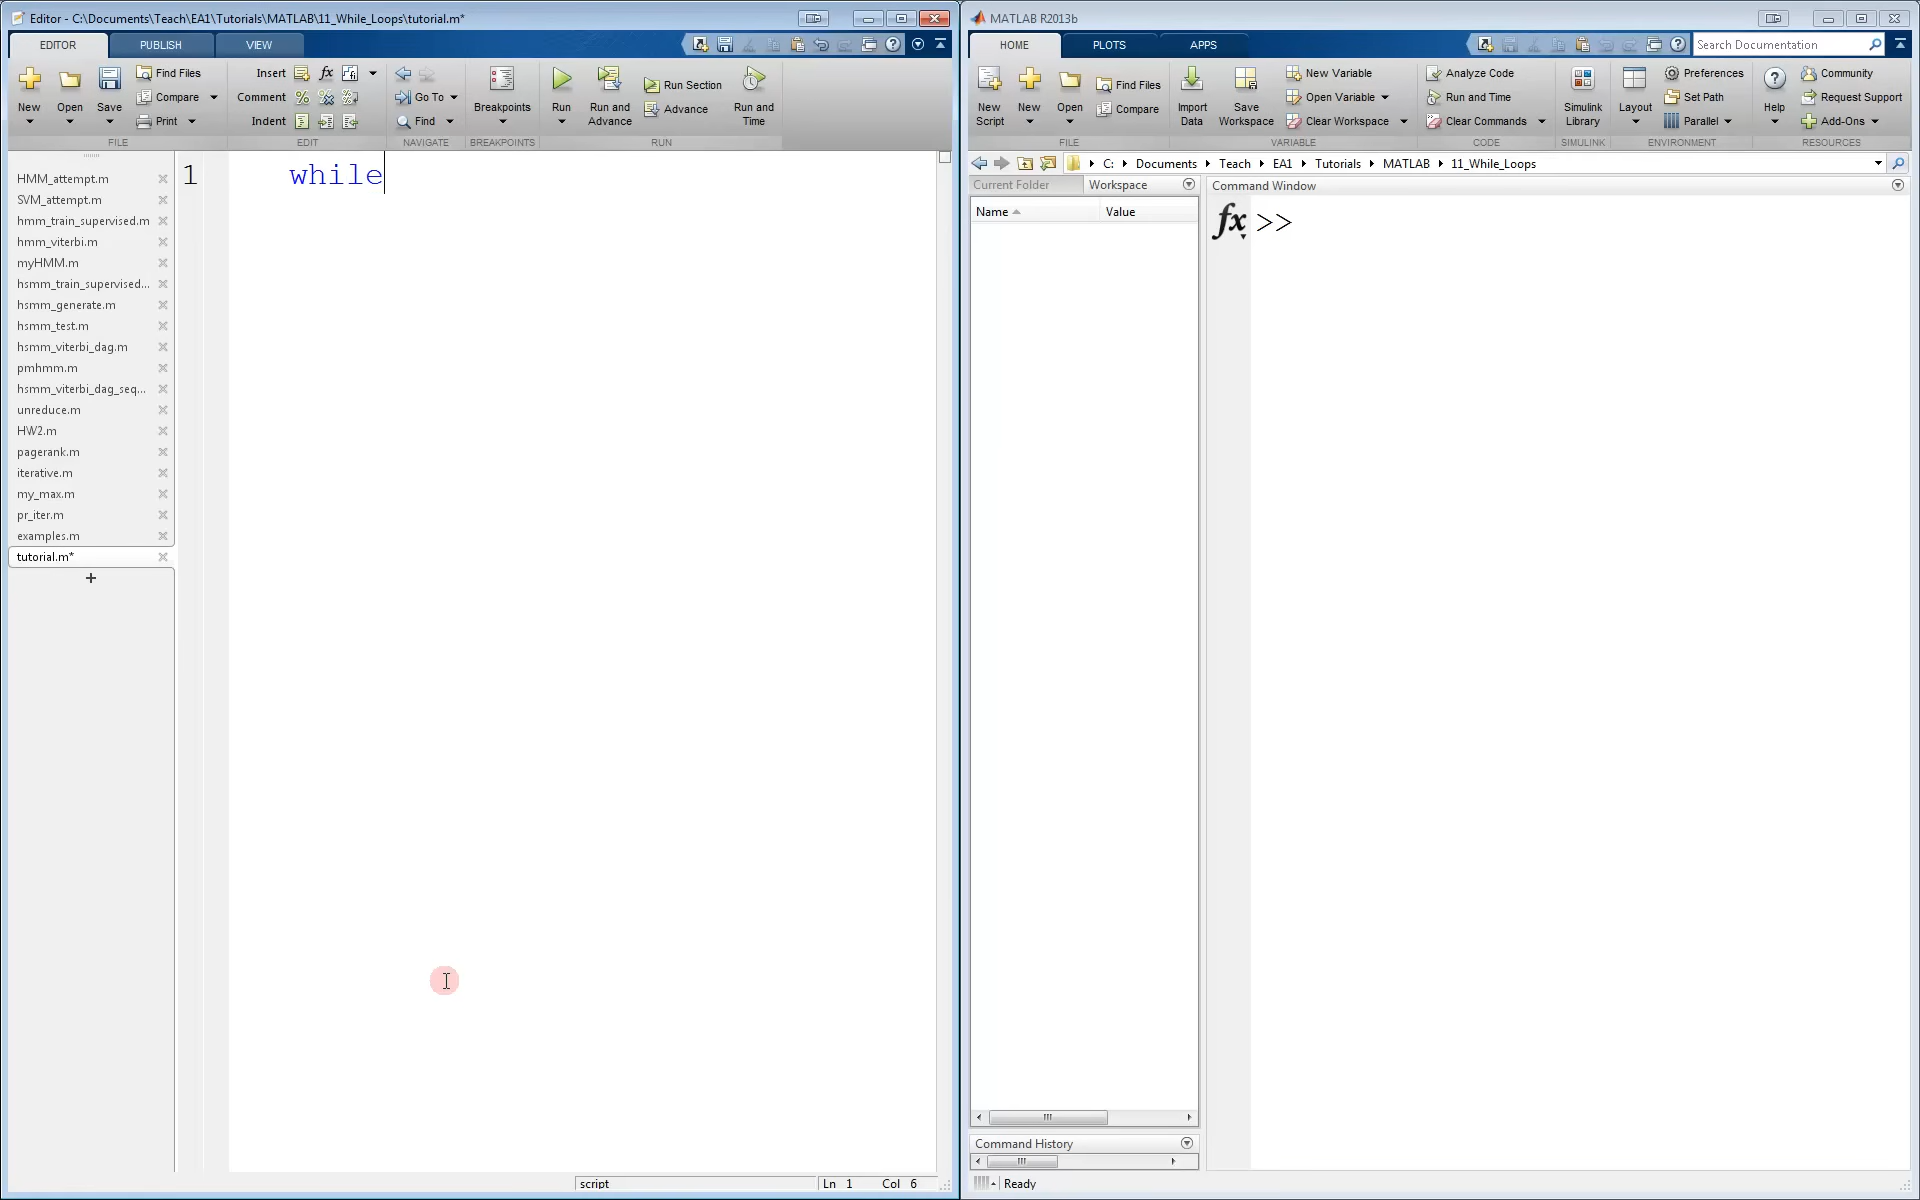 Editor - C:\Documents\Teach\EA1\Tutorials\MATLAB\11_While_Loops\tutorial.m*
EDITOR PUBLISH VIEW
New Open Save Find Files Compare Print
FILE
Insert Comment Indent
EDIT
Go To Find
NAVIGATE
Breakpoints
BREAKPOINTS
Run Run and Advance Run Section Advance Run and Time
RUN
HMM_attempt.m
SVM_attempt.m
hmm_train_supervised.m
hmm_viterbi.m
myHMM.m
hsmm_train_supervised...
hsmm_generate.m
hsmm_test.m
hsmm_viterbi_dag.m
pmhmm.m
hsmm_viterbi_dag_seq...
unreduce.m
HW2.m
pagerank.m
iterative.m
my_max.m
pr_iter.m
examples.m
tutorial.m*
1 while
script Ln 1 Col 6
MATLAB R2013b
HOME PLOTS APPS Search Documentation
New Script New Open Find Files Compare
FILE
Import Data Save Workspace New Variable Open Variable Clear Workspace
VARIABLE
Analyze Code Run and Time Clear Commands
CODE
Simulink Library
SIMULINK
Layout Preferences Set Path Parallel
ENVIRONMENT
Help Community Request Support Add-Ons
RESOURCES
C: Documents Teach EA1 Tutorials MATLAB 11_While_Loops
Current Folder Workspace
Name Value
Command Window
fx >>
Command History
Ready